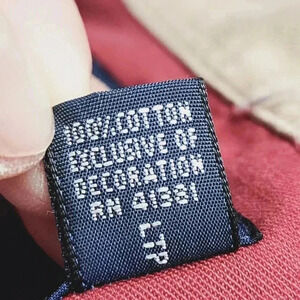 100% COTTON
EXCLUSIVE OF
DECORATION
RN 41381
LTP